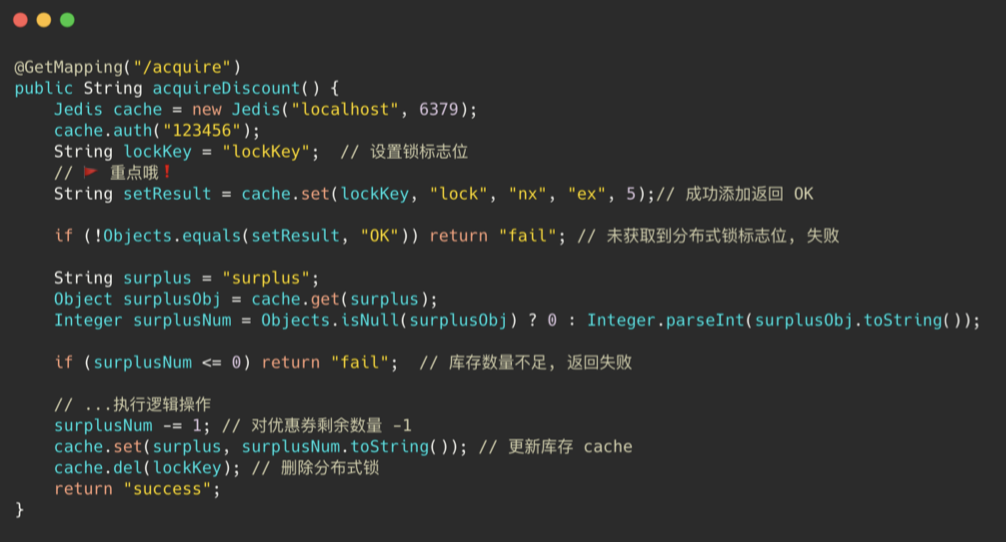 @GetMapping("/acquire")
public String acquireDiscount() {
    Jedis cache = new Jedis("localhost", 6379);
    cache.auth("123456");
    String lockKey = "lockKey";  // 设置锁标志位
    // 🚩 重点哦❗
    String setResult = cache.set(lockKey, "lock", "nx", "ex", 5);// 成功添加返回 OK

    if (!Objects.equals(setResult, "OK")) return "fail"; // 未获取到分布式锁标志位, 失败

    String surplus = "surplus";
    Object surplusObj = cache.get(surplus);
    Integer surplusNum = Objects.isNull(surplusObj) ? 0 : Integer.parseInt(surplusObj.toString());

    if (surplusNum <= 0) return "fail";  // 库存数量不足, 返回失败

    // ...执行逻辑操作
    surplusNum -= 1; // 对优惠券剩余数量 -1
    cache.set(surplus, surplusNum.toString()); // 更新库存 cache
    cache.del(lockKey); // 删除分布式锁
    return "success";
}